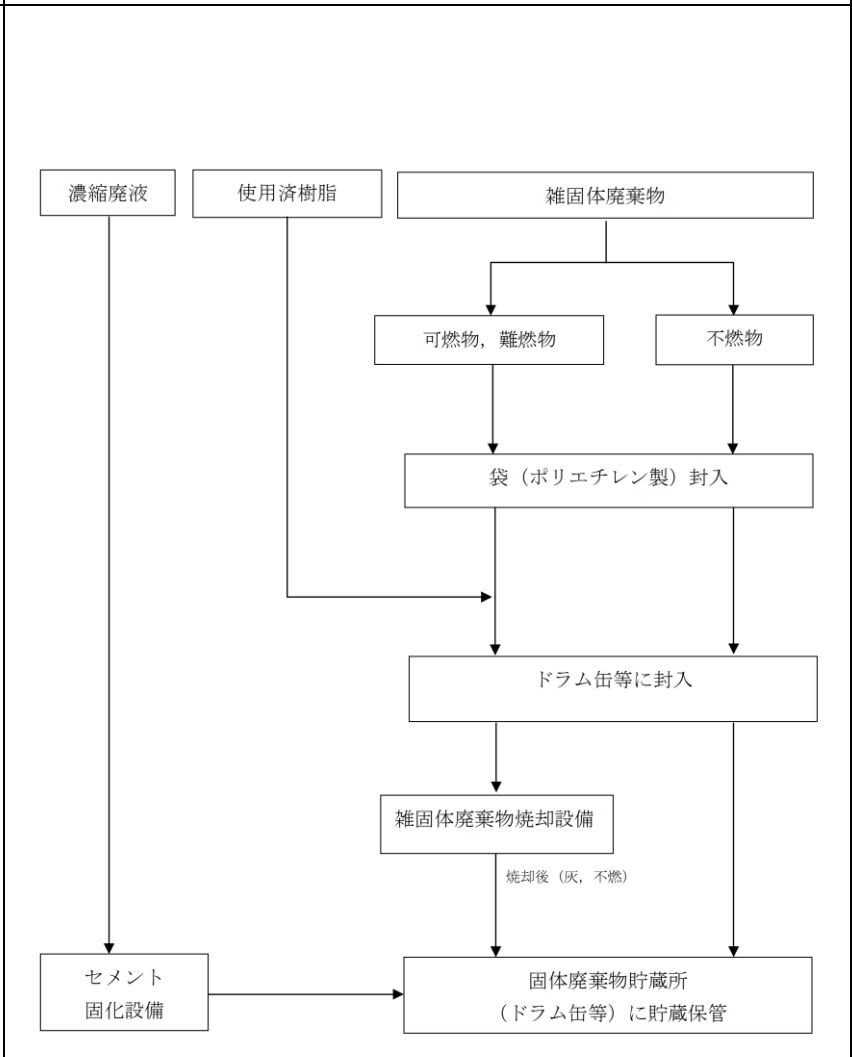 濃縮廃液
使用済樹脂
雑固体廃棄物
可燃物，難燃物
不燃物
袋（ポリエチレン製）封入
ドラム缶等に封入
雑固体廃棄物焼却設備
焼却後（灰，不燃）
セメント
固化設備
固体廃棄物貯蔵所
（ドラム缶等）に貯蔵保管